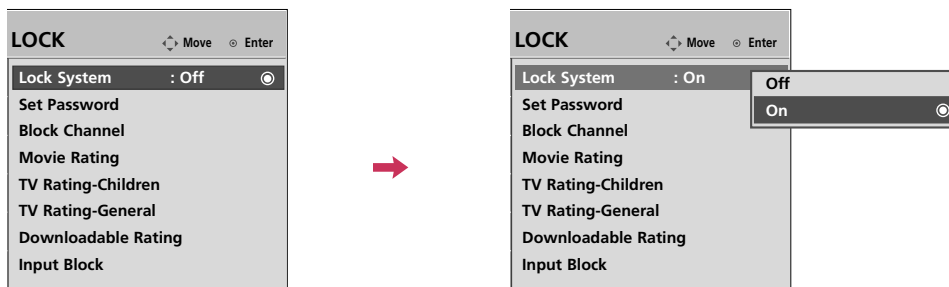 LOCK Move Enter
Lock System : Off
Set Password
Block Channel
Movie Rating
TV Rating-Children
TV Rating-General
Downloadable Rating
Input Block
LOCK Move Enter
Lock System : On
Set Password
Block Channel
Movie Rating
TV Rating-Children
TV Rating-General
Downloadable Rating
Input Block
Off
On